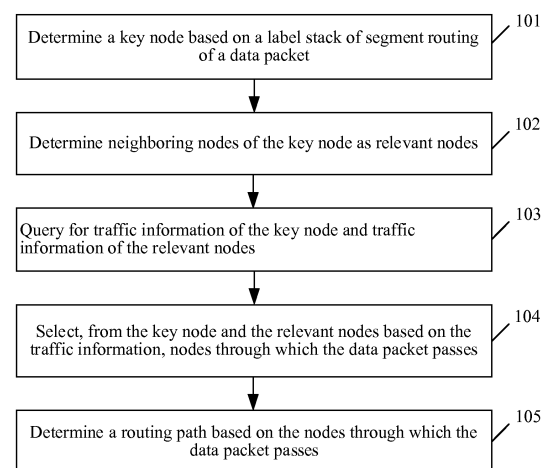 101
Determine a key node based on a label stack of segment routing
of a data packet
102
Determine neighboring nodes of the key node as relevant nodes
103
Query for traffic information of the key node and traffic
information of the relevant nodes
104
Select, from the key node and the relevant nodes based on the
traffic information, nodes through which the data packet passes
105
Determine a routing path based on the nodes through which the
data packet passes